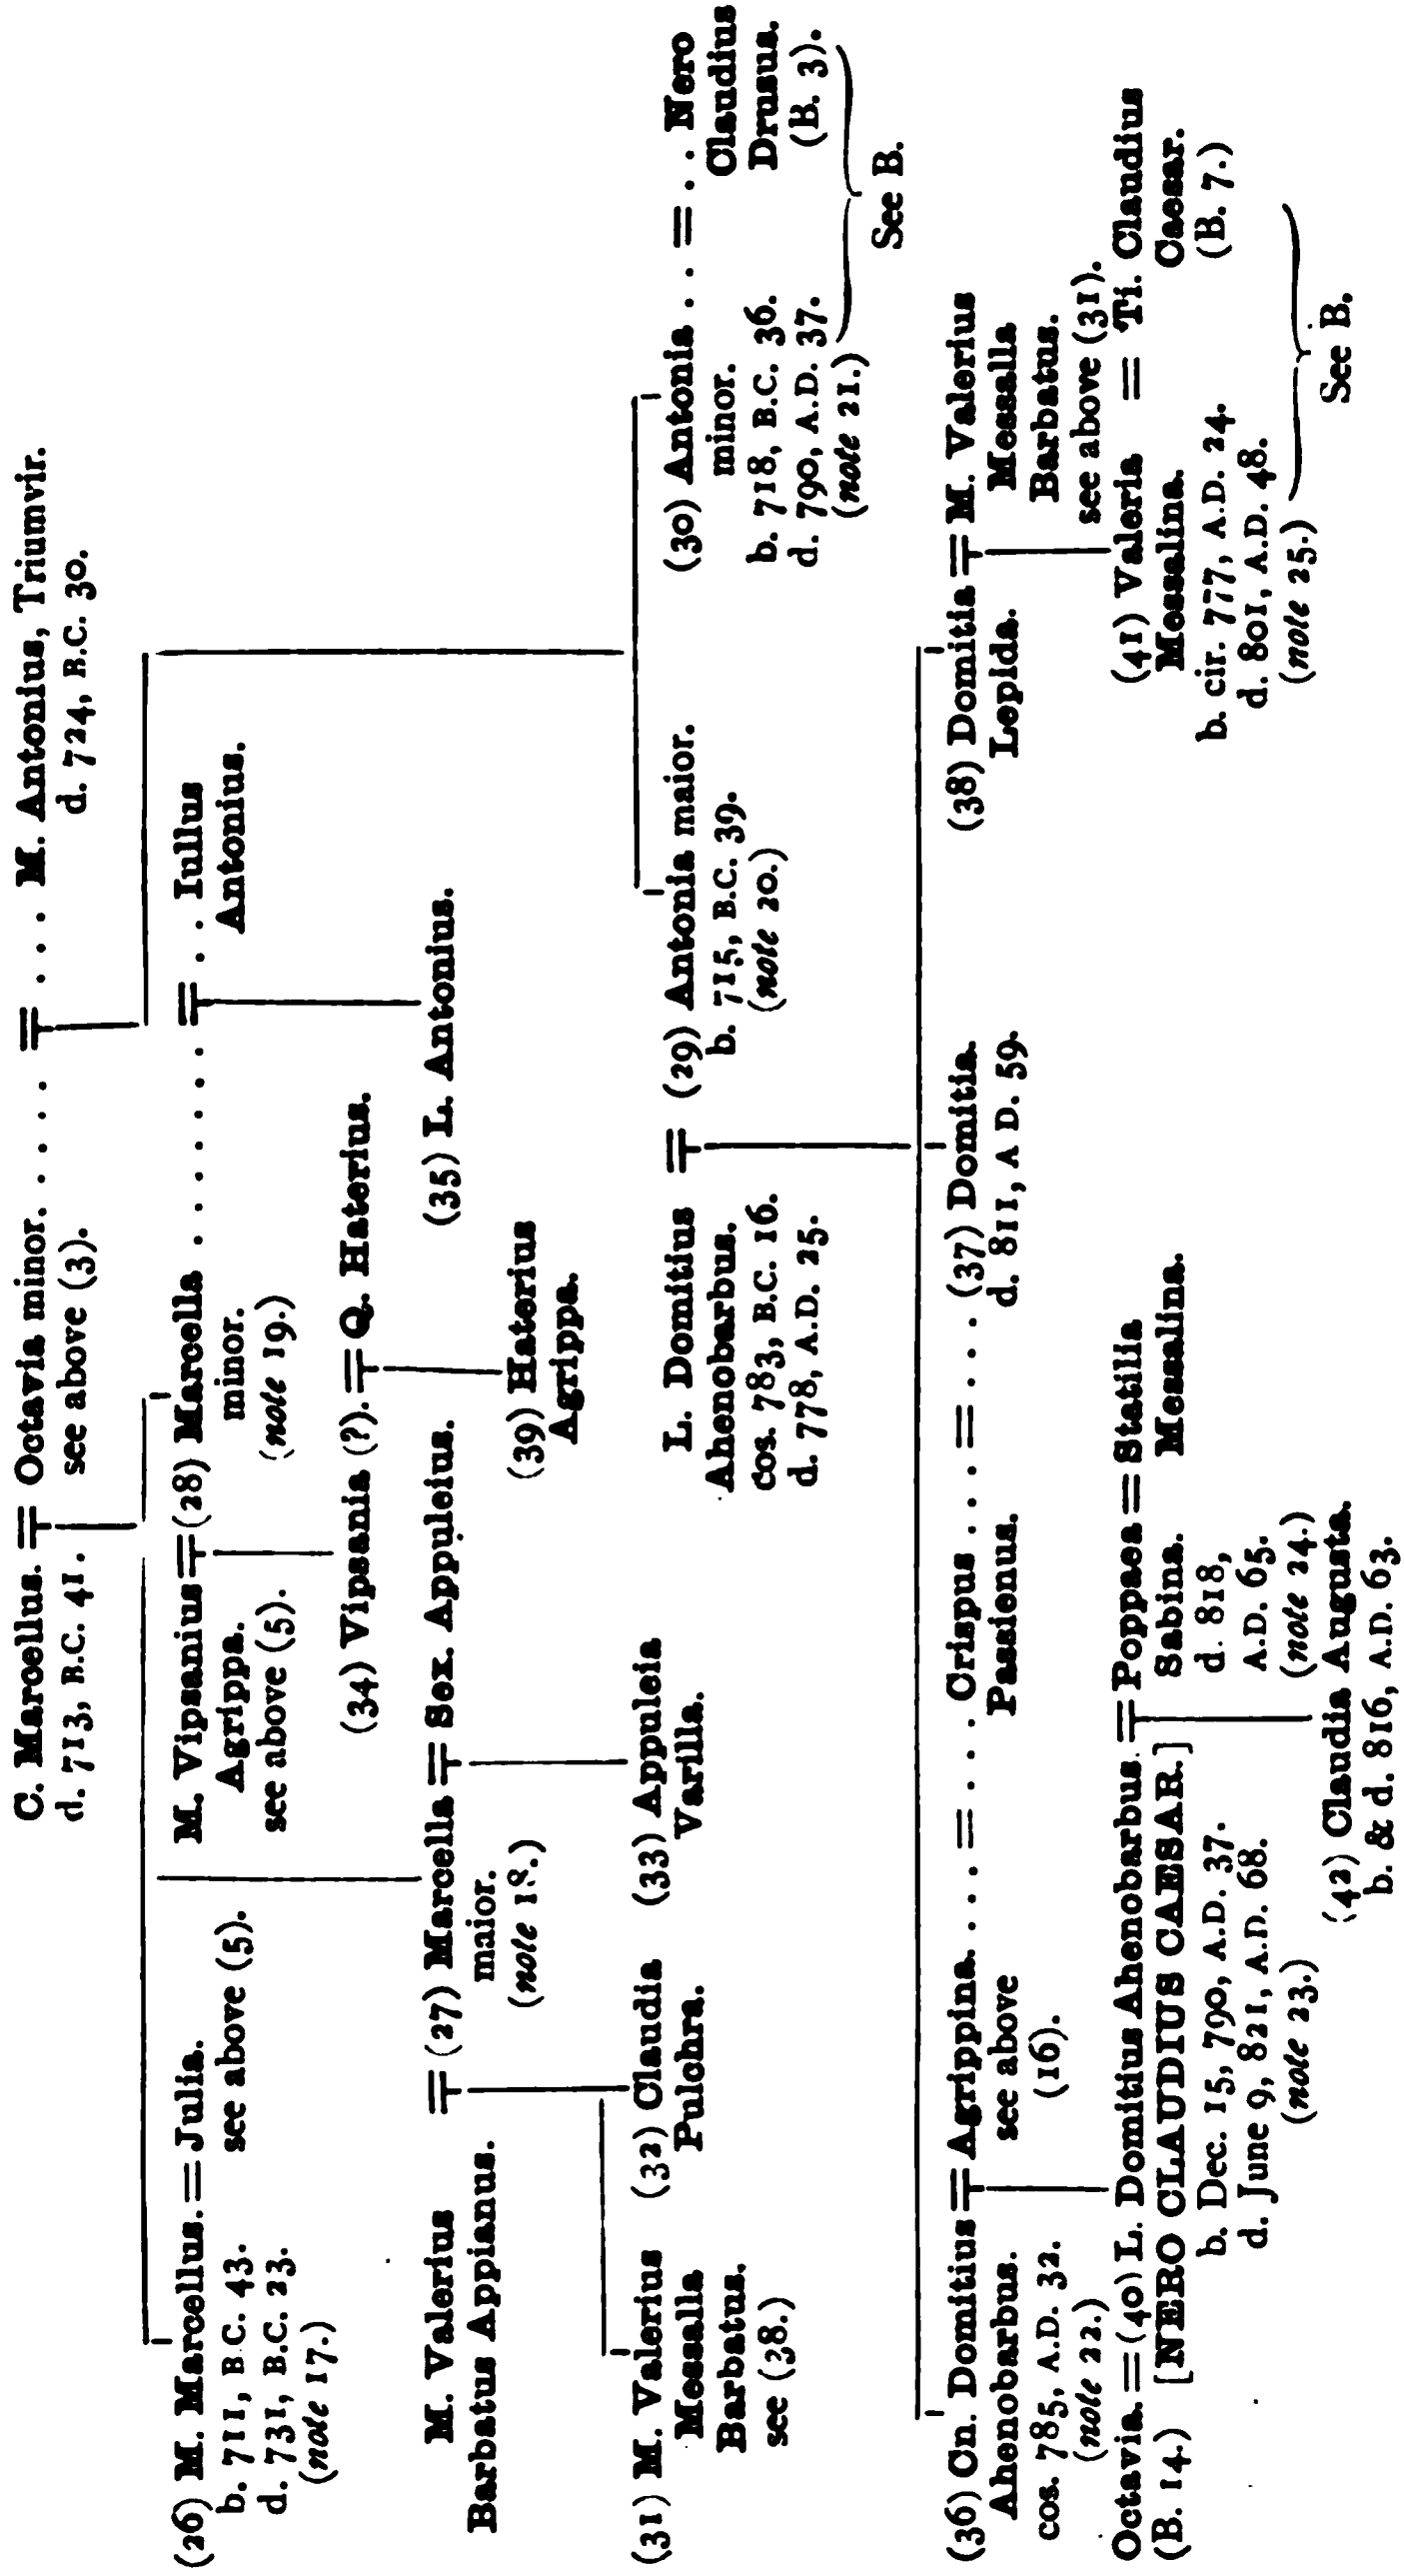 C. Marcellus. = Octavia minor. . . . . = . . . . M. Antonius, Triumvir.
d. 713, B.C. 41.
see above (3).
d. 724, B.C. 30.
(26) M. Marcellus. = Julia.
b. 711, B.C. 43.
see above (5).
d. 731, B.C. 23.
(note 17.)
M. Vipsanius = (28) Marcella . . . . . . . = . . Iullus
Agrippa.
minor.
Antonius.
see above (5).
(note 19.)
(34) Vipsania (?). = Q. Haterius.
M. Valerius = (27) Marcella = Sex. Appuleius.
Barbatus Appianus.
maior.
(note 18.)
(35) L. Antonius.
(39) Haterius
Agrippa.
(31) M. Valerius
Messalla
Barbatus.
see (38.)
(32) Claudia
Pulchra.
(33) Appuleia
Varilla.
L. Domitius = (29) Antonia maior.
Ahenobarbus.
b. 715, B.C. 39.
cos. 783, B.C. 16.
(note 20.)
d. 778, A.D. 25.
(30) Antonia . . = . . Nero
minor.
Claudius
b. 718, B.C. 36.
Drusus.
d. 790, A.D. 37.
(B. 3).
(note 21.)
See B.
(36) Cn. Domitius = Agrippina. . . . = . . . . Crispus . . . . = . . . . (37) Domitia.
Ahenobarbus.
see above
Passienus.
d. 811, A D. 59.
cos. 785, A.D. 32.
(16).
(note 22.)
(38) Domitia = M. Valerius
Lepida.
Messalla
Barbatus.
see above (31).
Octavia. = (40) L. Domitius Ahenobarbus. = Poppaea = Statilia
(B. 14.)
[NERO CLAUDIUS CAESAR.]
Sabina.
Messalina.
b. Dec. 15, 790, A.D. 37.
d. 818,
d. June 9, 821, A.D. 68.
A.D. 65.
(note 23.)
(note 24.)
(42) Claudia Augusta.
b. & d. 816, A.D. 63.
(41) Valeria = Ti. Claudius
Messalina.
Caesar.
b. cir. 777, A.D. 24.
(B. 7.)
d. 801, A.D. 48.
(note 25.)
See B.